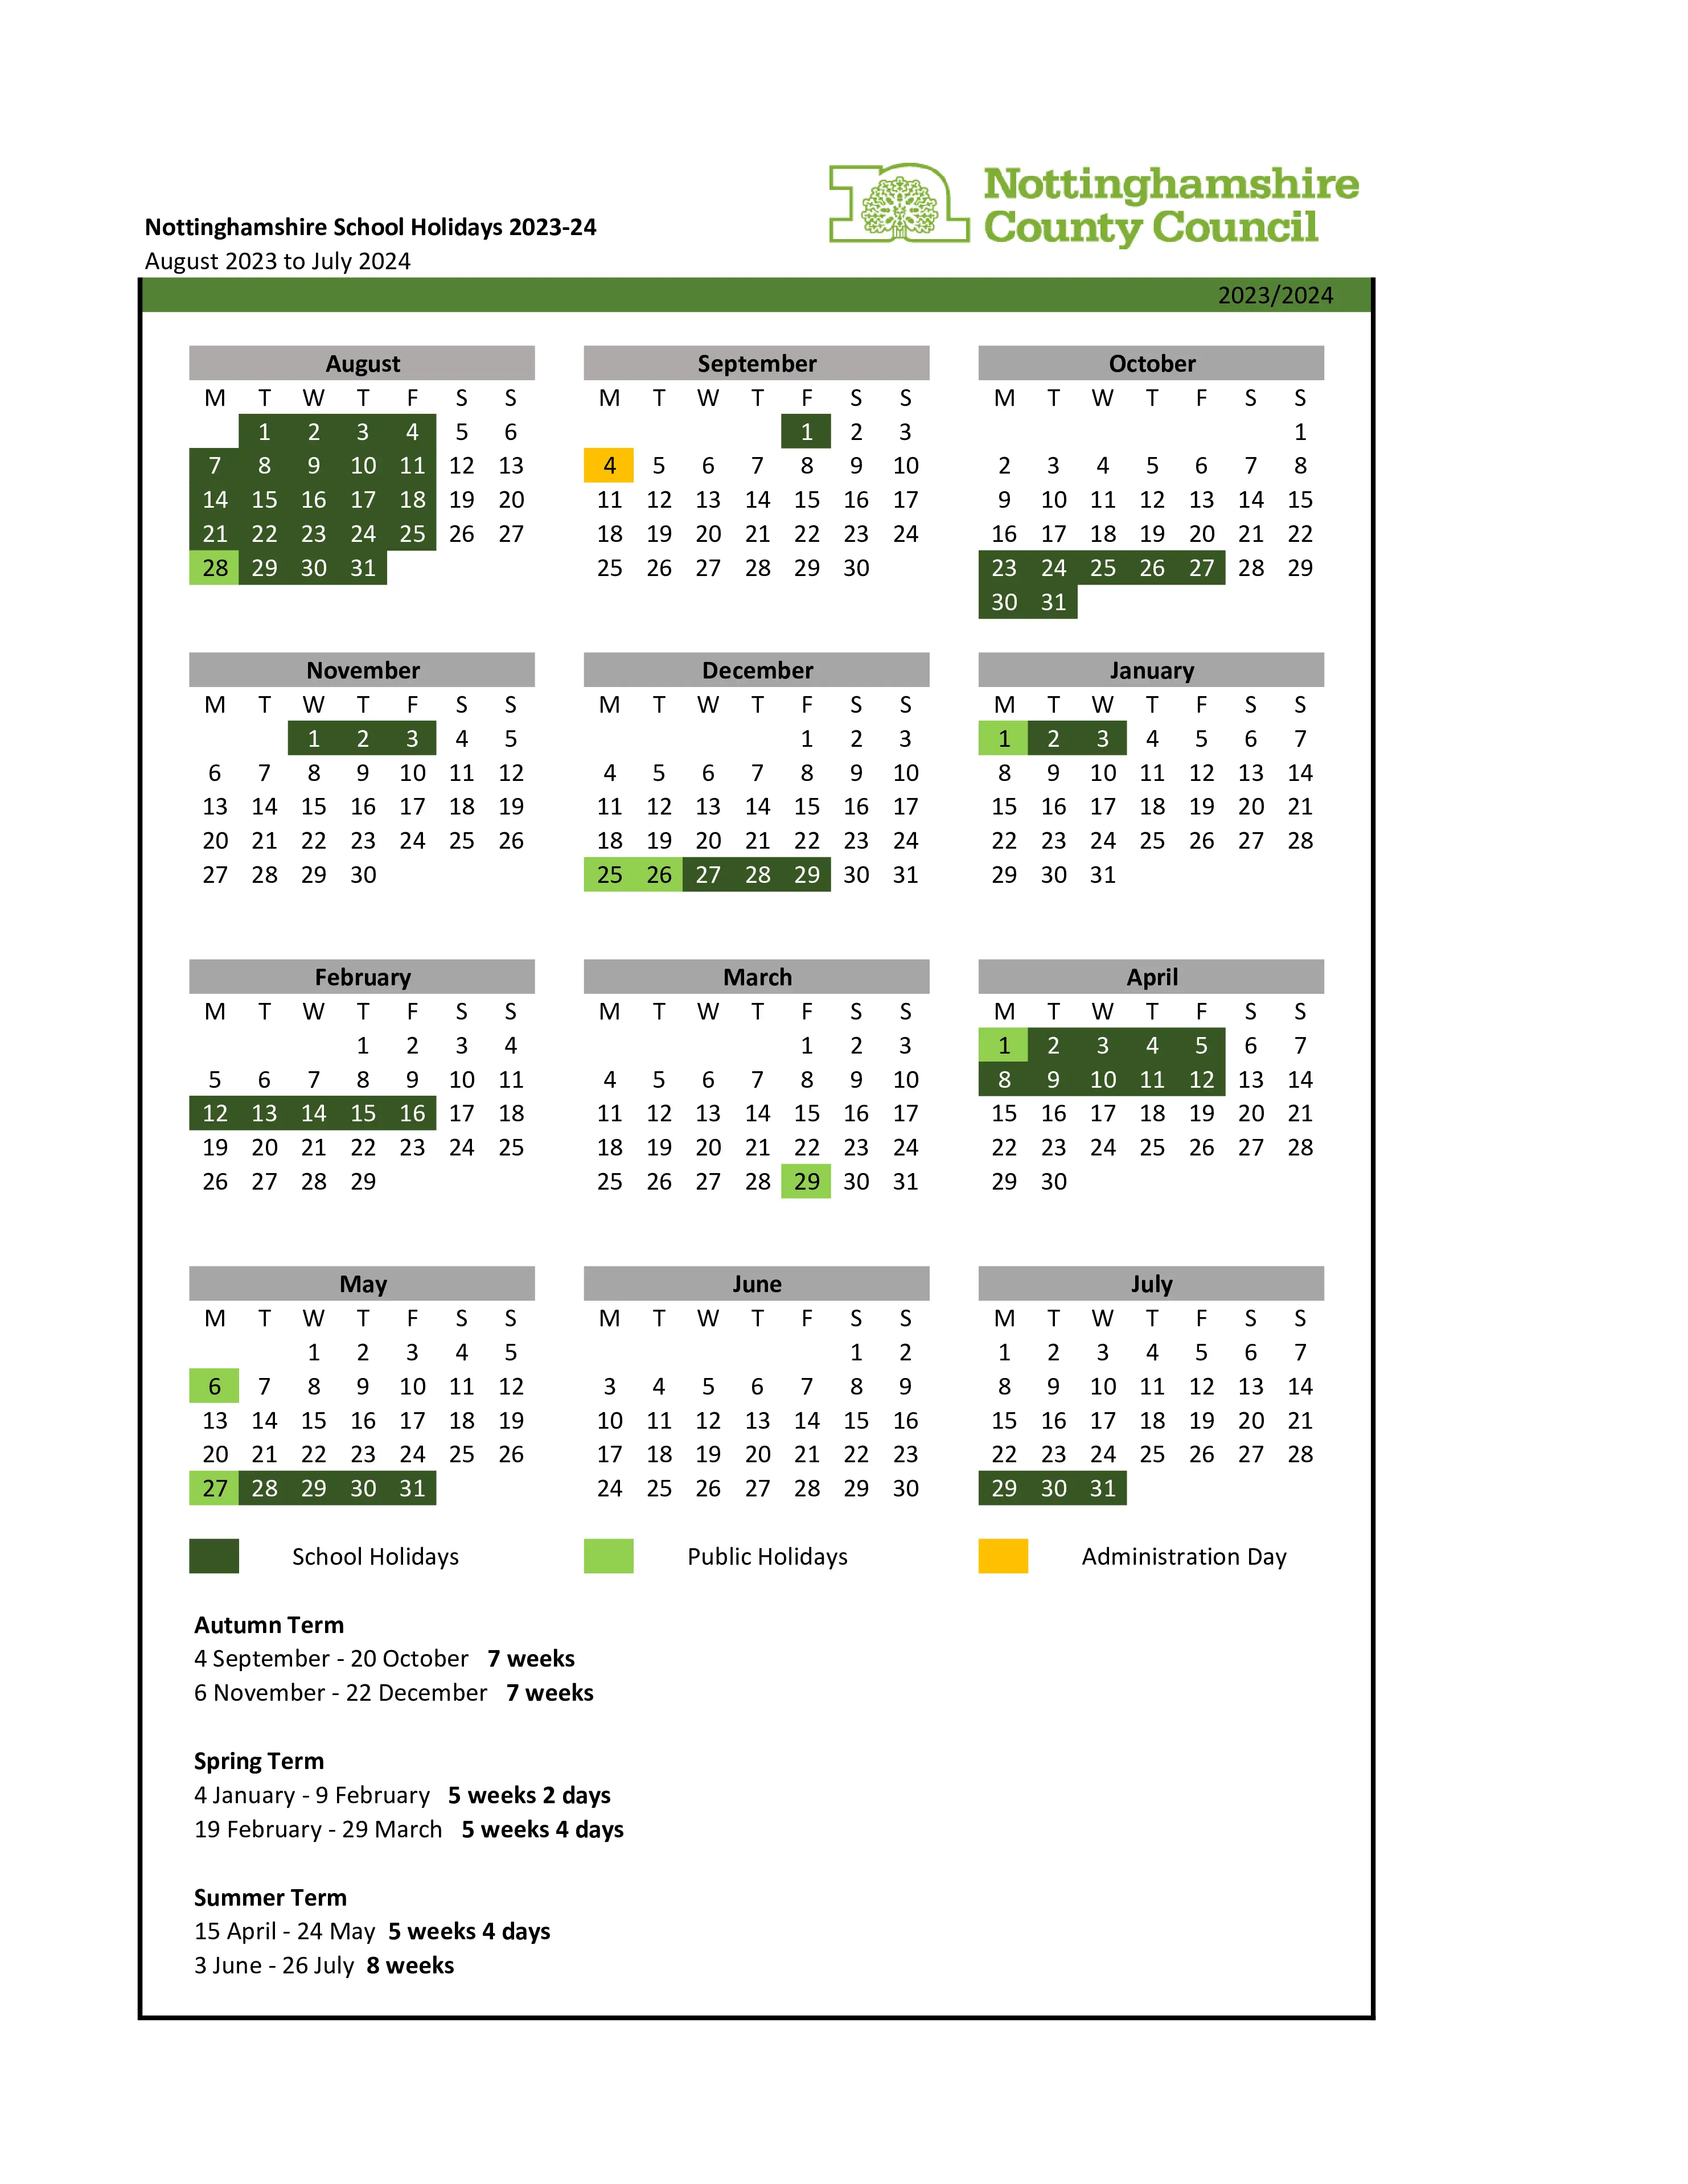 Nottinghamshire
County Council
Nottinghamshire School Holidays 2023-24
August 2023 to July 2024
2023/2024
August September October
M T W T F S S M T W T F S S M T W T F S S
1 2 3 4 5 6 1 2 3 1
7 8 9 10 11 12 13 4 5 6 7 8 9 10 2 3 4 5 6 7 8
14 15 16 17 18 19 20 11 12 13 14 15 16 17 9 10 11 12 13 14 15
21 22 23 24 25 26 27 18 19 20 21 22 23 24 16 17 18 19 20 21 22
28 29 30 31 25 26 27 28 29 30 23 24 25 26 27 28 29
30 31
November December January
M T W T F S S M T W T F S S M T W T F S S
1 2 3 4 5 1 2 3 1 2 3 4 5 6 7
6 7 8 9 10 11 12 4 5 6 7 8 9 10 8 9 10 11 12 13 14
13 14 15 16 17 18 19 11 12 13 14 15 16 17 15 16 17 18 19 20 21
20 21 22 23 24 25 26 18 19 20 21 22 23 24 22 23 24 25 26 27 28
27 28 29 30 25 26 27 28 29 30 31 29 30 31
February March April
M T W T F S S M T W T F S S M T W T F S S
1 2 3 4 1 2 3 1 2 3 4 5 6 7
5 6 7 8 9 10 11 4 5 6 7 8 9 10 8 9 10 11 12 13 14
12 13 14 15 16 17 18 11 12 13 14 15 16 17 15 16 17 18 19 20 21
19 20 21 22 23 24 25 18 19 20 21 22 23 24 22 23 24 25 26 27 28
26 27 28 29 25 26 27 28 29 30 31 29 30
May June July
M T W T F S S M T W T F S S M T W T F S S
1 2 3 4 5 1 2 1 2 3 4 5 6 7
6 7 8 9 10 11 12 3 4 5 6 7 8 9 8 9 10 11 12 13 14
13 14 15 16 17 18 19 10 11 12 13 14 15 16 15 16 17 18 19 20 21
20 21 22 23 24 25 26 17 18 19 20 21 22 23 22 23 24 25 26 27 28
27 28 29 30 31 24 25 26 27 28 29 30 29 30 31
School Holidays Public Holidays Administration Day
Autumn Term
4 September - 20 October 7 weeks
6 November - 22 December 7 weeks
Spring Term
4 January - 9 February 5 weeks 2 days
19 February - 29 March 5 weeks 4 days
Summer Term
15 April - 24 May 5 weeks 4 days
3 June - 26 July 8 weeks